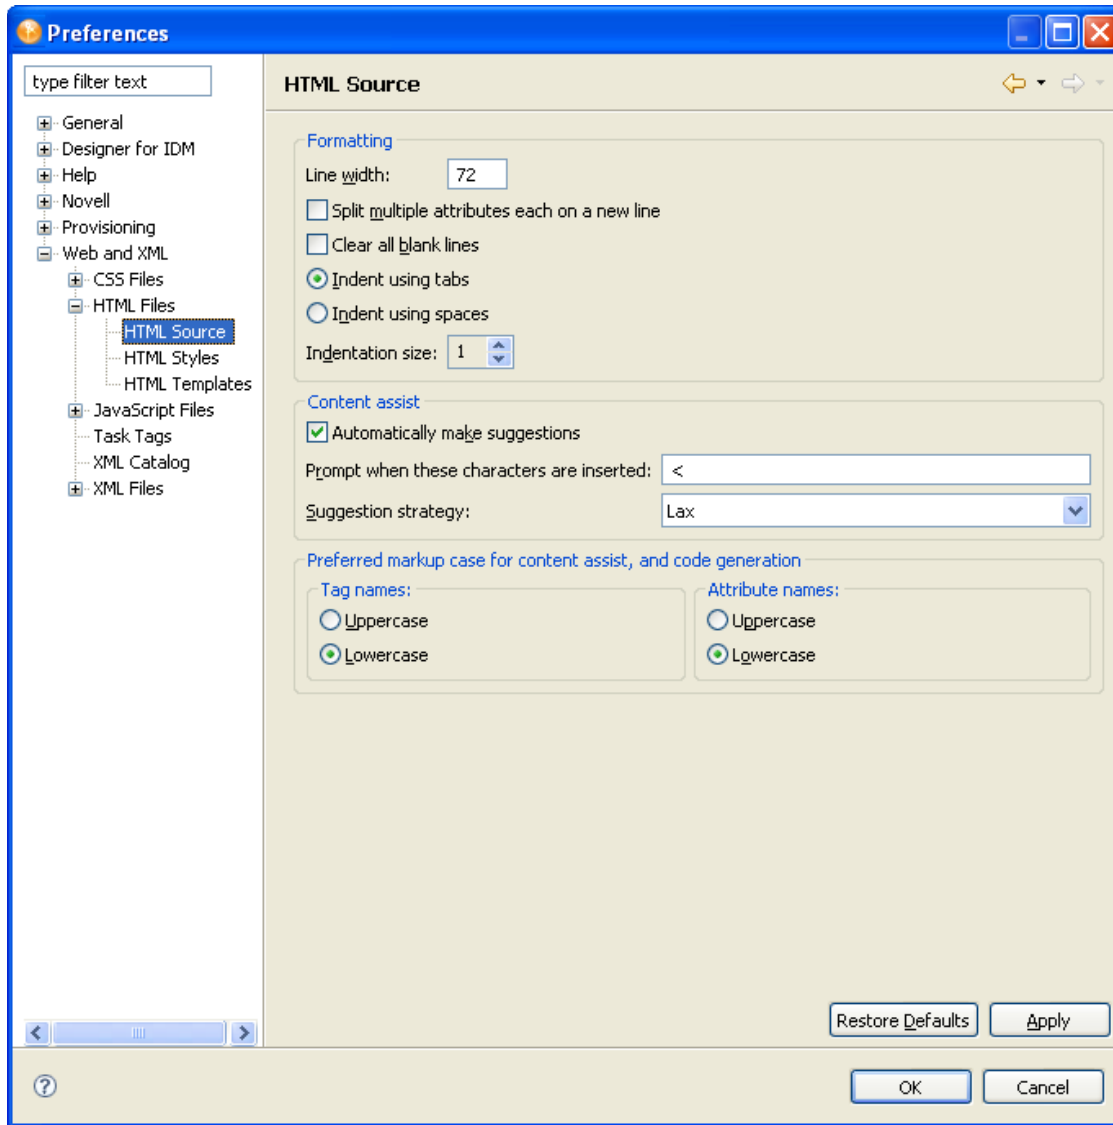 Preferences
type filter text
General
Designer for IDM
Help
Novell
Provisioning
Web and XML
CSS Files
HTML Files
HTML Source
HTML Styles
HTML Templates
JavaScript Files
Task Tags
XML Catalog
XML Files
HTML Source
Formatting
Line width: 72
Split multiple attributes each on a new line
Clear all blank lines
Indent using tabs
Indent using spaces
Indentation size: 1
Content assist
Automatically make suggestions
Prompt when these characters are inserted: <
Suggestion strategy: Lax
Preferred markup case for content assist, and code generation
Tag names: Attribute names:
Uppercase Uppercase
Lowercase Lowercase
Restore Defaults Apply
? OK Cancel